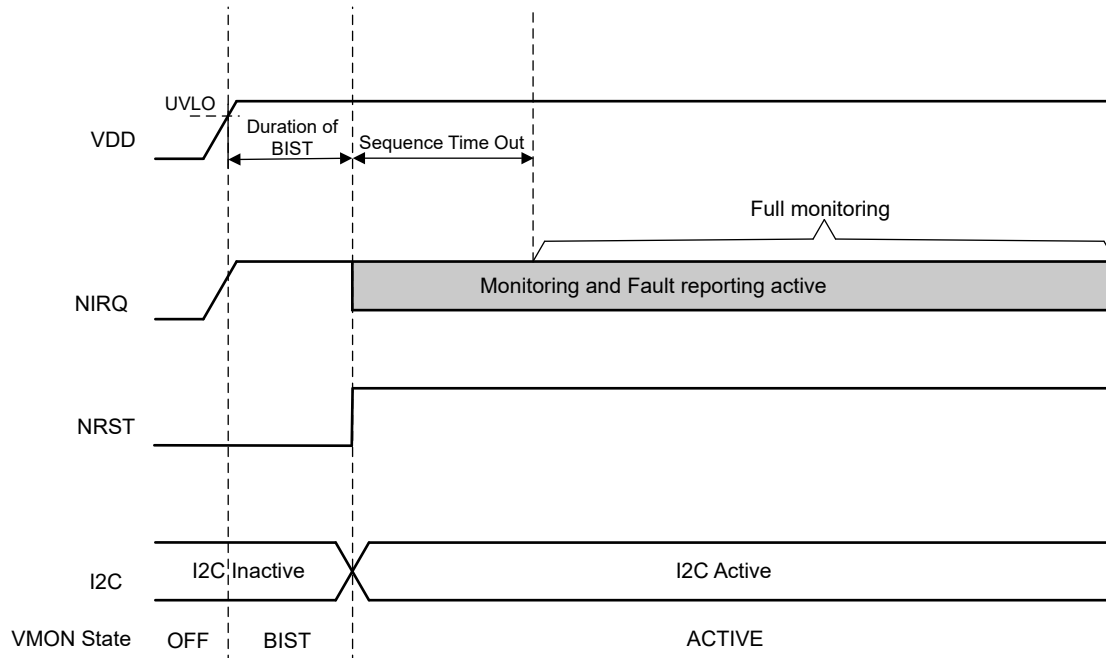 UVLO
VDD
Duration of
BIST
Sequence Time Out
Full monitoring
NIRQ
Monitoring and Fault reporting active
NRST
I2C
I2C Inactive
I2C Active
VMON State
OFF
BIST
ACTIVE